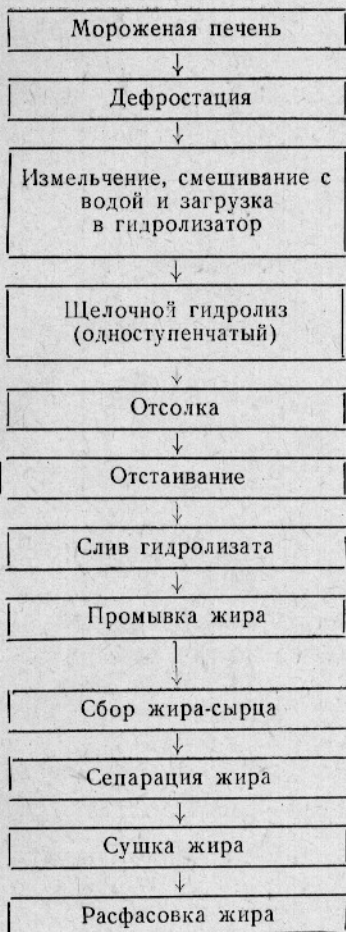 Мороженая печень
Дефростация
Измельчение, смешивание с
водой и загрузка
в гидролизатор
Щелочной гидролиз
(одноступенчатый)
Отсолка
Отстаивание
Слив гидролизата
Промывка жира
Сбор жира-сырца
Сепарация жира
Сушка жира
Расфасовка жира